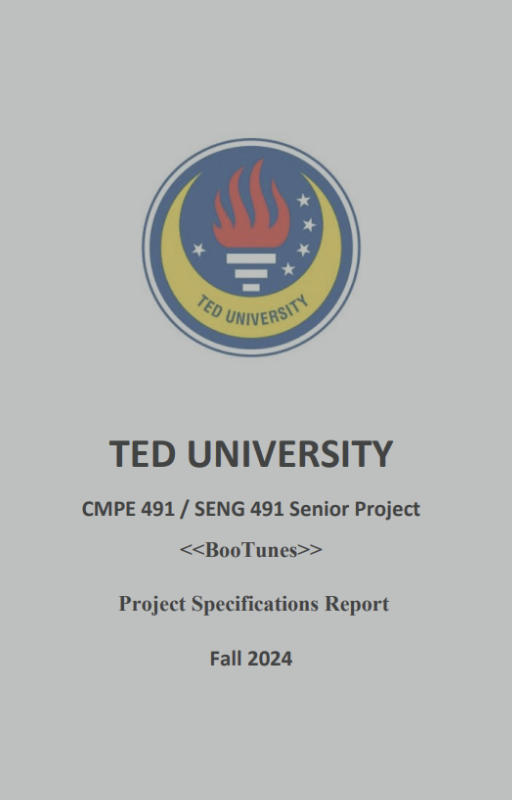 TED UNIVERSITY
TED UNIVERSITY
CMPE 491 / SENG 491 Senior Project
<<BooTunes>>
Project Specifications Report
Fall 2024